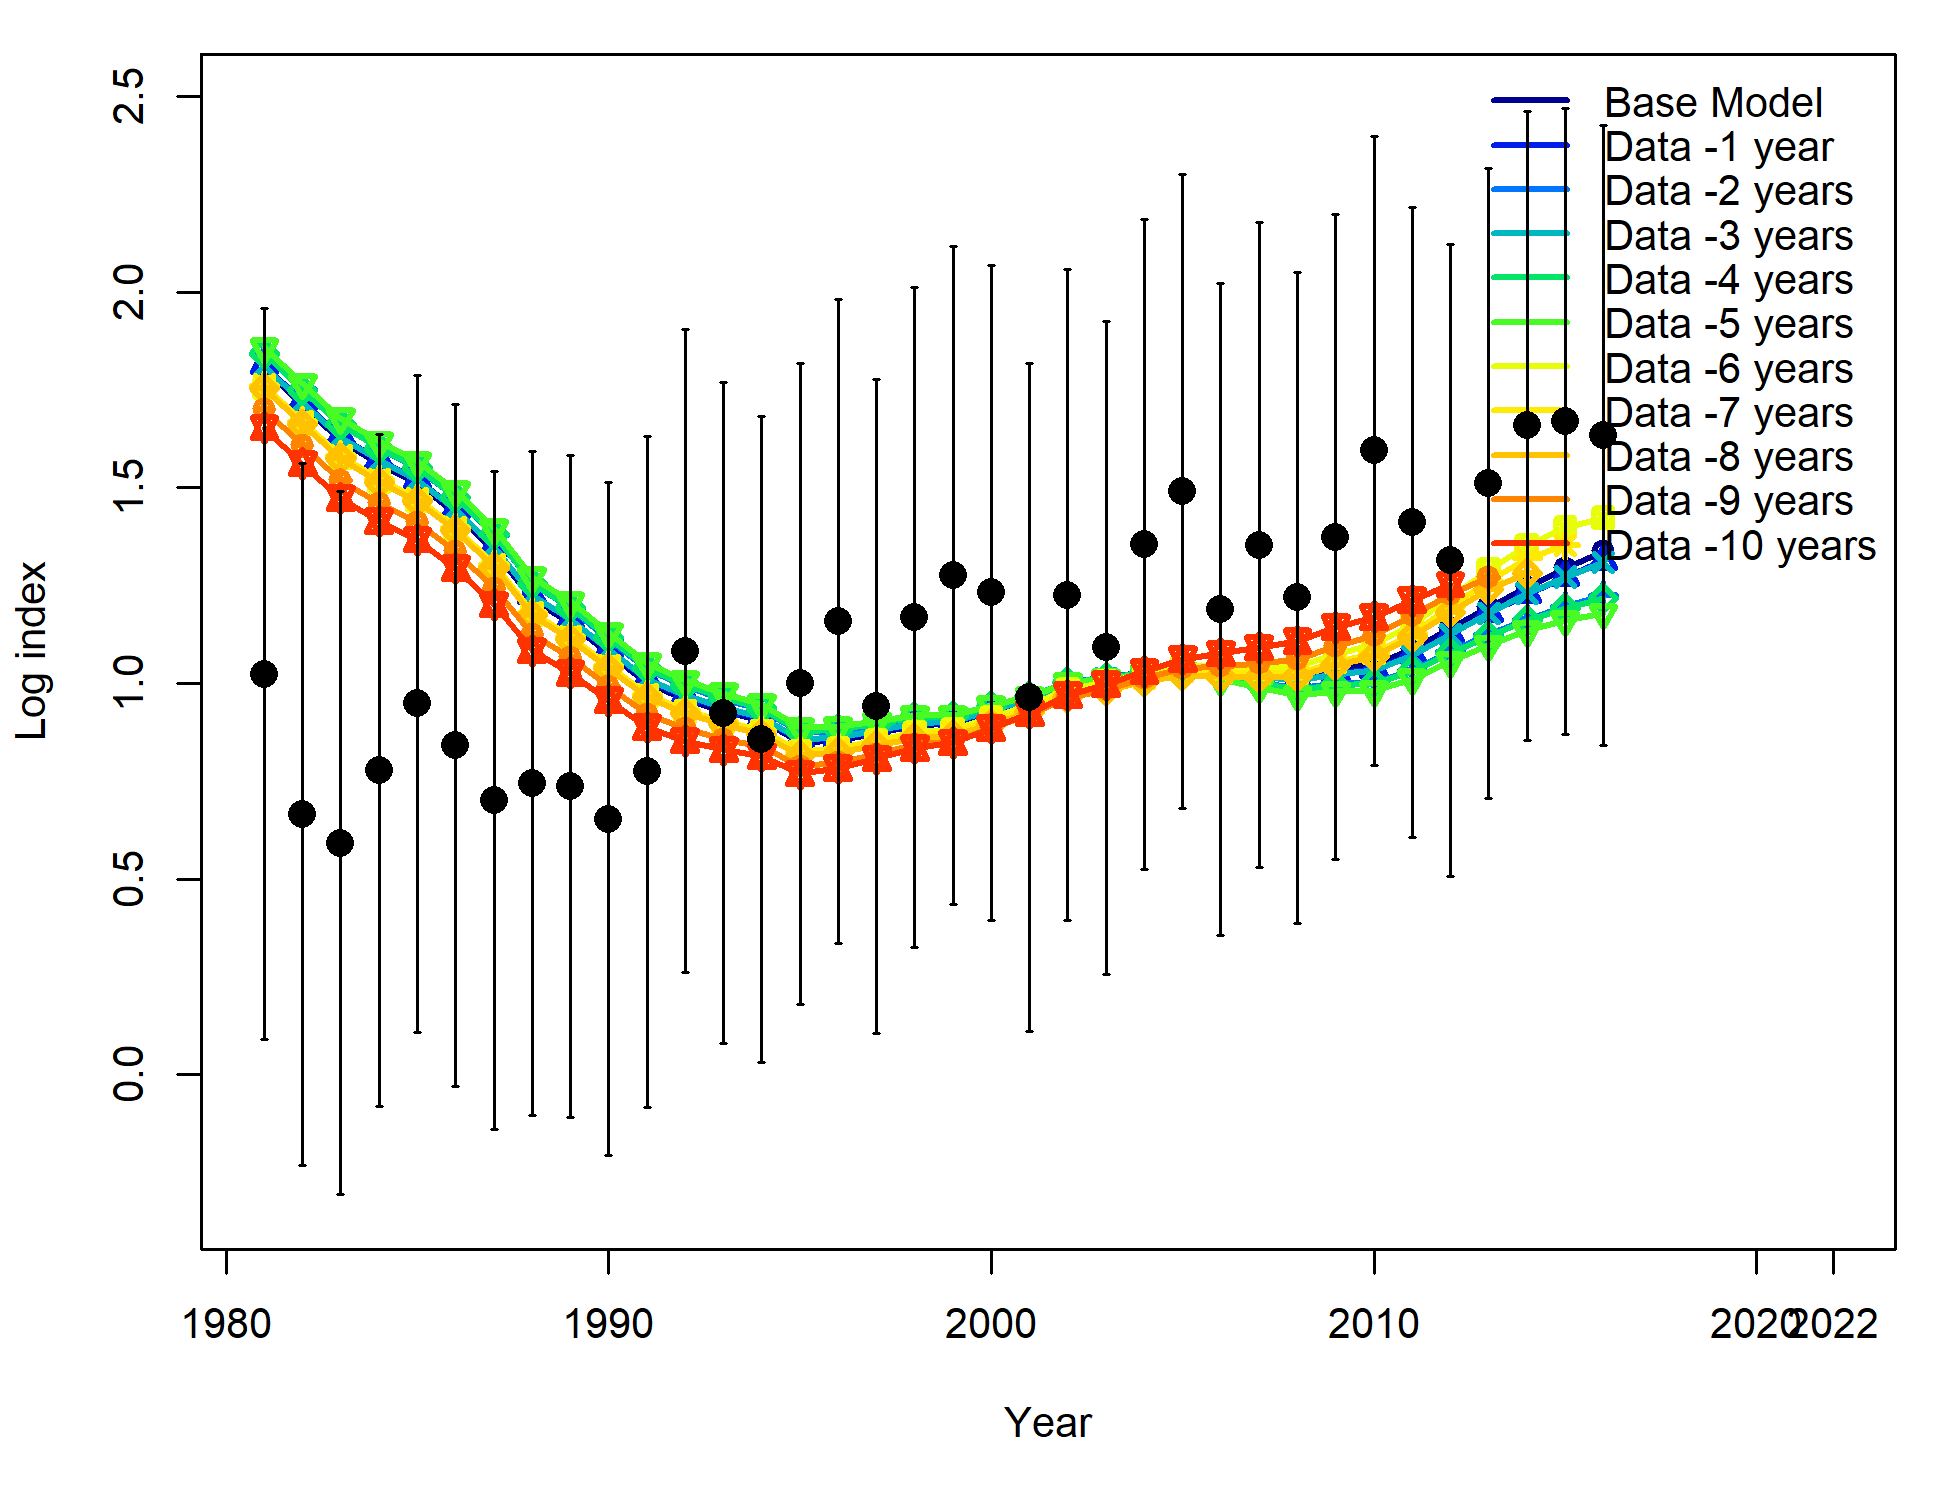 2.5
2.0
1.5
1.0
0.5
0.0
Log index
Base Model
Data -1 year
Data -2 years
Data -3 years
Data -4 years
Data -5 years
Data -6 years
Data -7 years
Data -8 years
Data -9 years
Data -10 years
1980 1990 2000 2010 2020 2022
Year